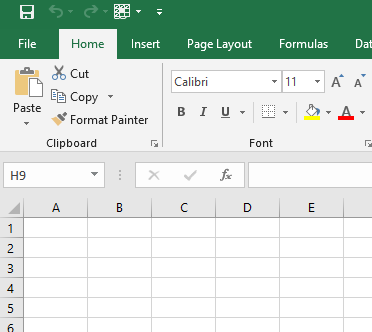 File Home Insert Page Layout Formulas Dat
Cut
Copy
Format Painter
Paste
Clipboard
Calibri 11 A A
B I U A
Font
H9 fx
A B C D E
1
2
3
4
5
6